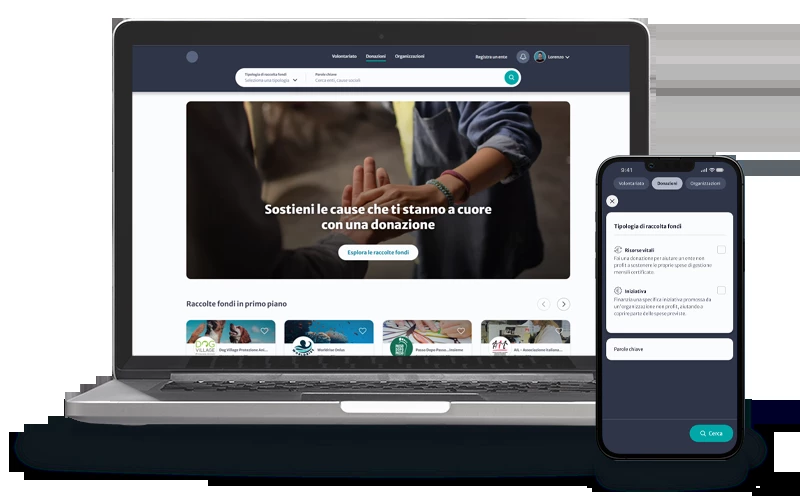 Volontariato Donazioni Organizzazioni Registra un ente Lorenzo
Tipologia di raccolta fondi Parole chiave
Seleziona una tipologia Cerca enti, cause sociali
Sostieni le cause che ti stanno a cuore
con una donazione
Esplora le raccolte fondi
Raccolte fondi in primo piano
DOG
VILLAGE
Dog Village Protezione Ani...
Worldrise Onlus
Passo Dopo Passo... Insieme
A.I. - Associazione Italiana...
9:41
Volontariato Donazioni Organizzazioni
Tipologia di raccolta fondi
Risorse vitali
Fai una donazione per aiutare un ente non
profit a sostenere le proprie spese di gestione
mensili certificate.
Iniziativa
Finanzia una specifica iniziativa promossa da
un'organizzazione non profit, aiutando a
coprire parte delle spese previste.
Parole chiave
Cerca